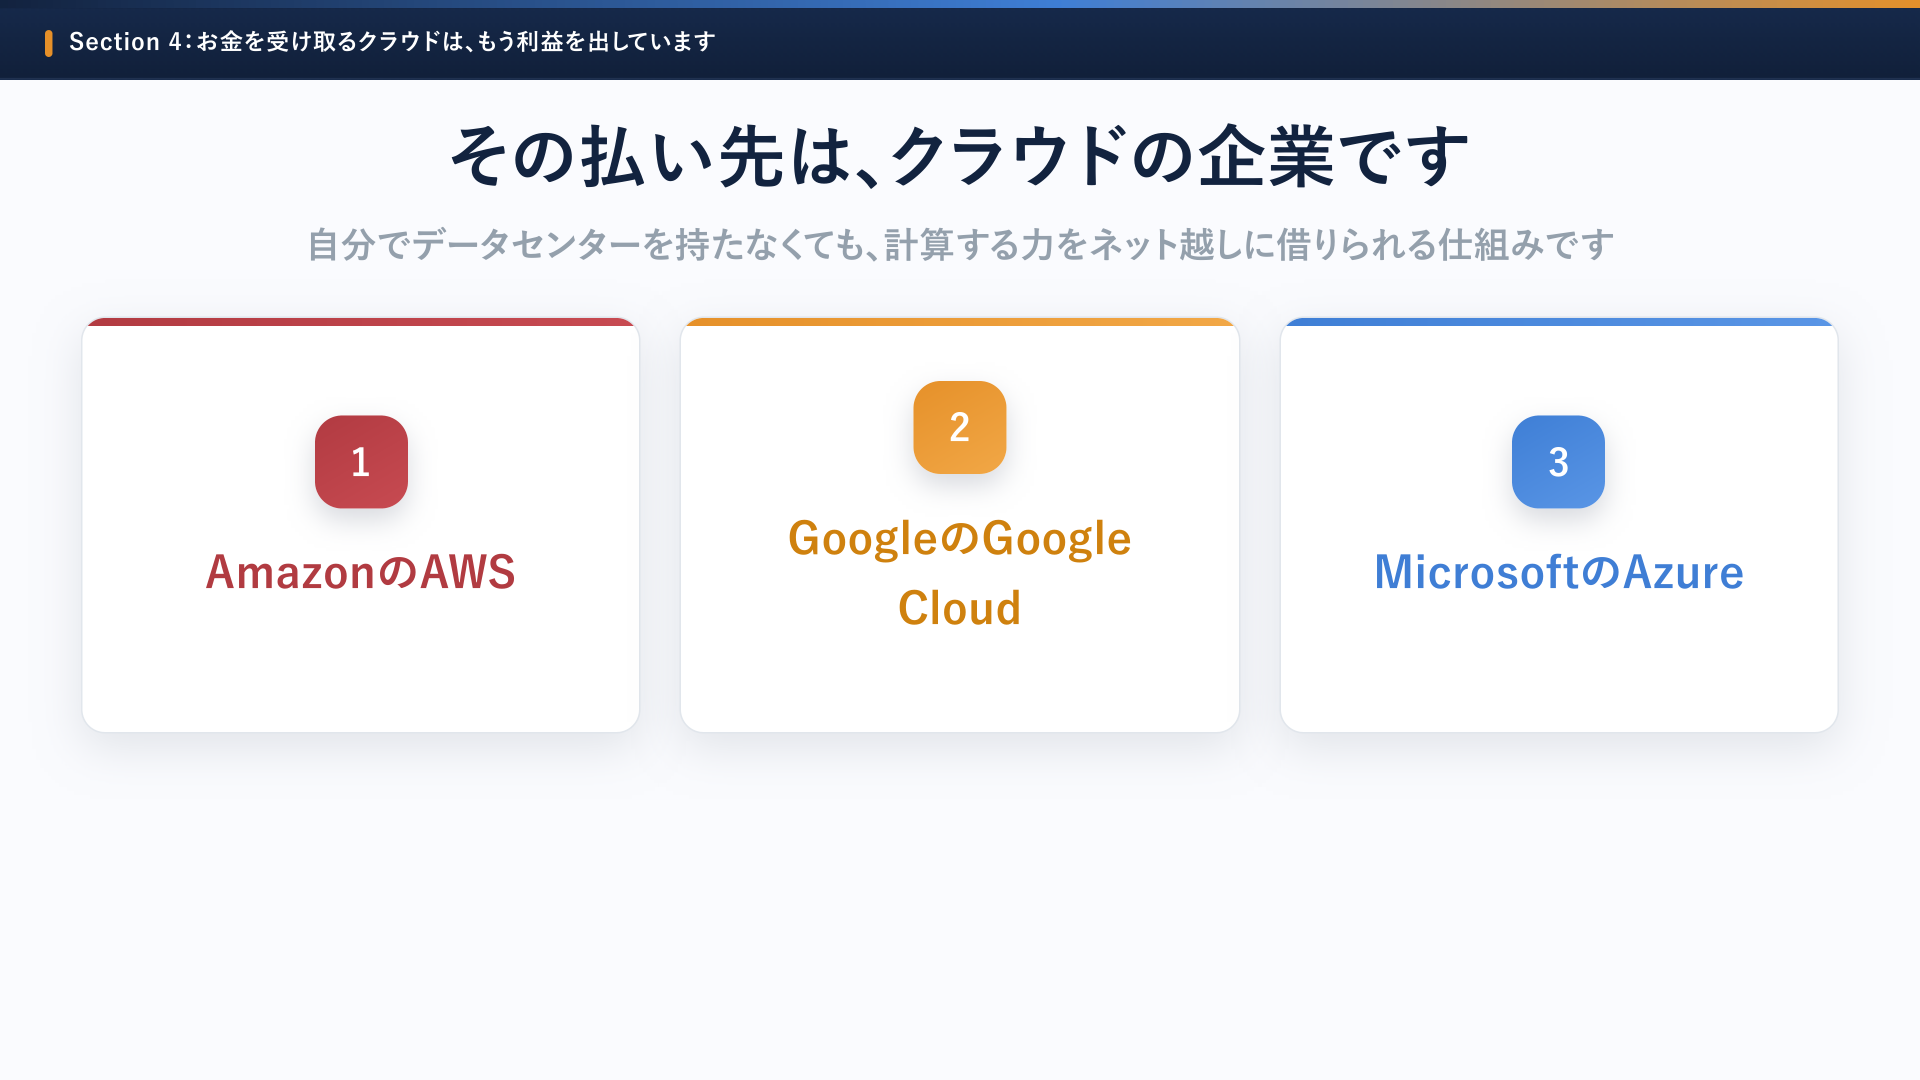 Section 4：お金を受け取るクラウドは、もう利益を出しています
その払い先は、クラウドの企業です
自分でデータセンターを持たなくても、計算する力をネット越しに借りられる仕組みです
1
AmazonのAWS
2
GoogleのGoogle
Cloud
3
MicrosoftのAzure